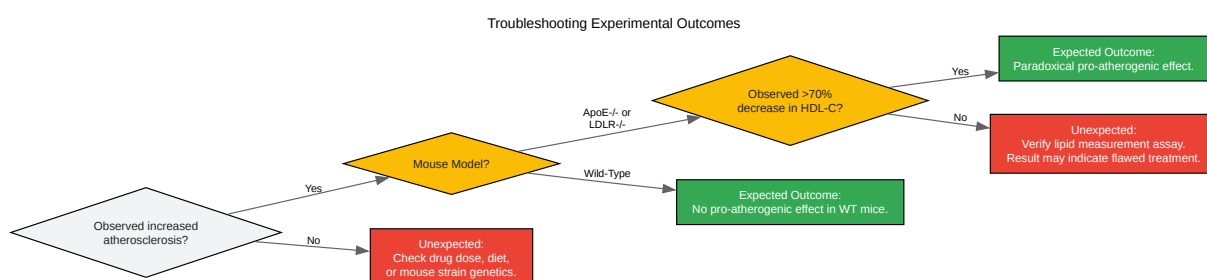 Troubleshooting Experimental Outcomes
Observed increased
atherosclerosis?
Yes
No
Unexpected:
Check drug dose, diet,
or mouse strain genetics.
Mouse Model?
ApoE-/- or
LDLR-/-
Wild-Type
Expected Outcome:
No pro-atherogenic effect in WT mice.
Observed >70%
decrease in HDL-C?
Yes
No
Expected Outcome:
Paradoxical pro-atherogenic effect.
Unexpected:
Verify lipid measurement assay.
Result may indicate flawed treatment.